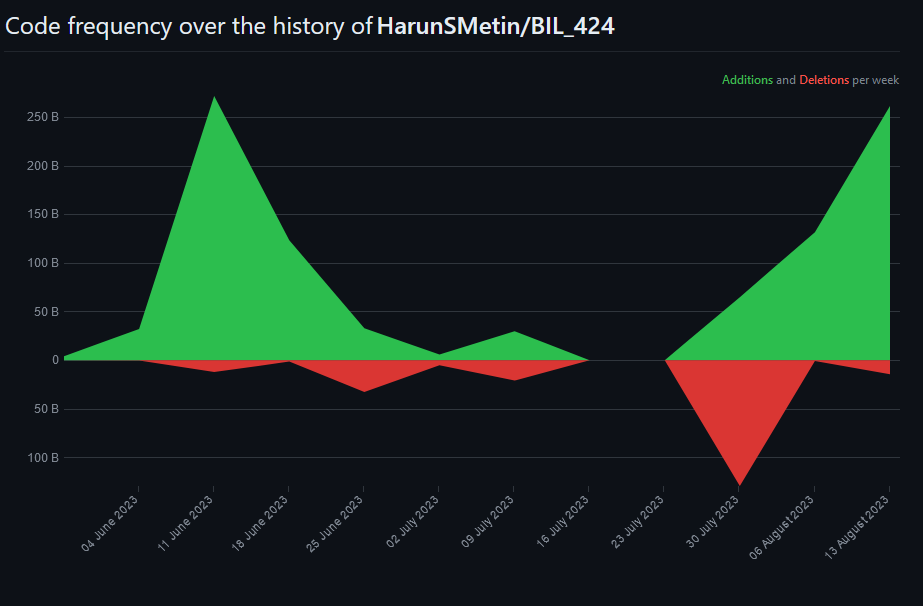 Code frequency over the history of HarunSMetin/BIL_424
Additions and Deletions per week
250 B
200 B
150 B
100 B
50 B
0
50 B
100 B
04 June 2023
11 June 2023
18 June 2023
25 June 2023
02 July 2023
09 July 2023
16 July 2023
23 July 2023
30 July 2023
06 August 2023
13 August 2023